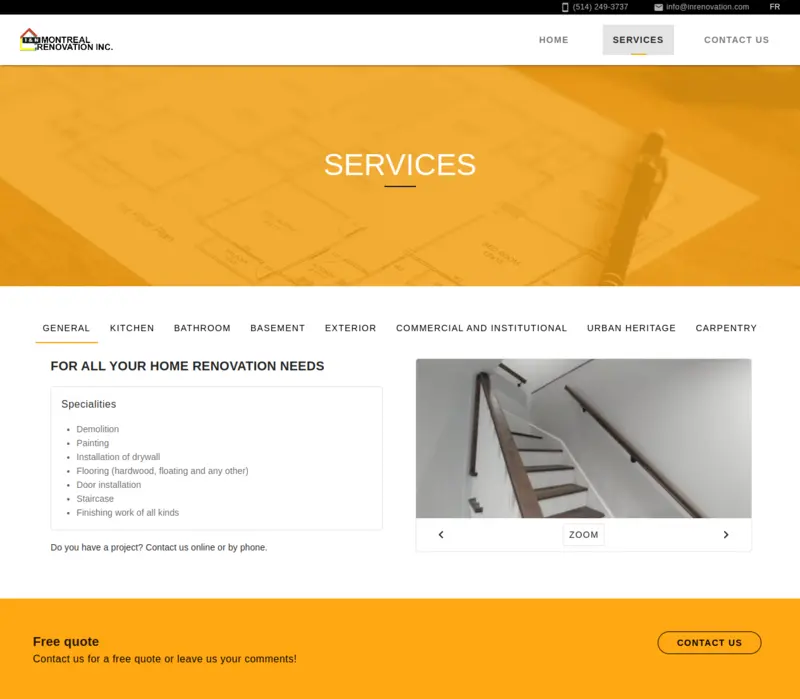 (514) 249-3737 info@inrenovation.com FR
I & N MONTREAL
RENOVATION INC.
HOME SERVICES CONTACT US
SERVICES
GENERAL KITCHEN BATHROOM BASEMENT EXTERIOR COMMERCIAL AND INSTITUTIONAL URBAN HERITAGE CARPENTRY
FOR ALL YOUR HOME RENOVATION NEEDS
Specialities
Demolition
Painting
Installation of drywall
Flooring (hardwood, floating and any other)
Door installation
Staircase
Finishing work of all kinds
Do you have a project? Contact us online or by phone.
ZOOM
Free quote
Contact us for a free quote or leave us your comments!
CONTACT US